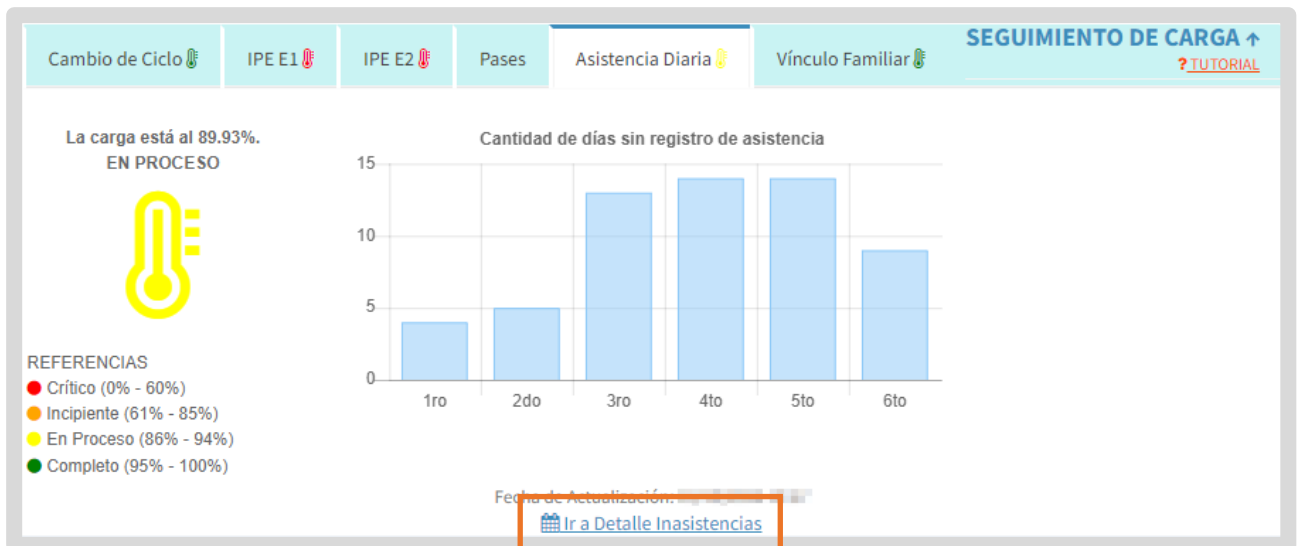 Cambio de Ciclo
IPE E1
IPE E2
Pases
Asistencia Diaria
Vínculo Familiar
SEGUIMIENTO DE CARGA ↑
? TUTORIAL
La carga está al 89.93%.
EN PROCESO
Cantidad de días sin registro de asistencia
15
10
5
0
1ro 2do 3ro 4to 5to 6to
REFERENCIAS
Crítico (0% - 60%)
Incipiente (61% - 85%)
En Proceso (86% - 94%)
Completo (95% - 100%)
Fecha de Actualización:
Ir a Detalle Inasistencias